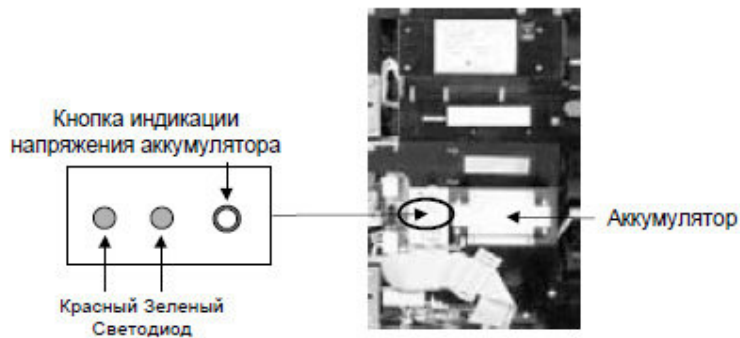 Кнопка индикации
напряжения аккумулятора
Аккумулятор
Красный Зеленый
Светодиод